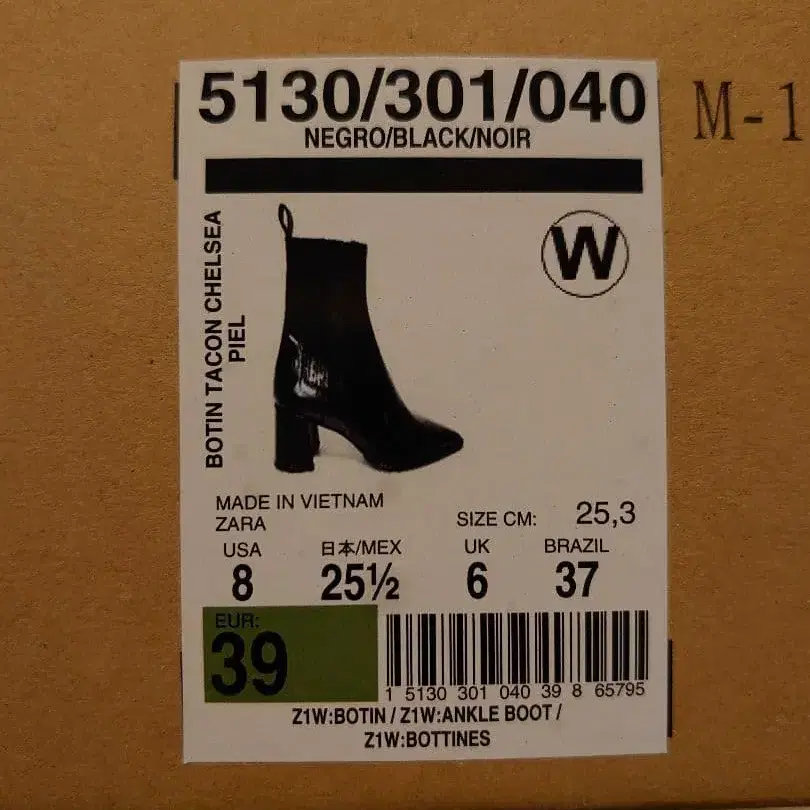 5130/301/040
NEGRO/BLACK/NOIR
M-1
W
BOTIN TACON CHELSEA
PIEL
MADE IN VIETNAM
ZARA
SIZE CM: 25,3
USA 日本/MEX UK BRAZIL
8 25½ 6 37
EUR:
39
1 5130 301 040 39 8 65795
Z1W:BOTIN / Z1W:ANKLE BOOT /
Z1W:BOTTINES